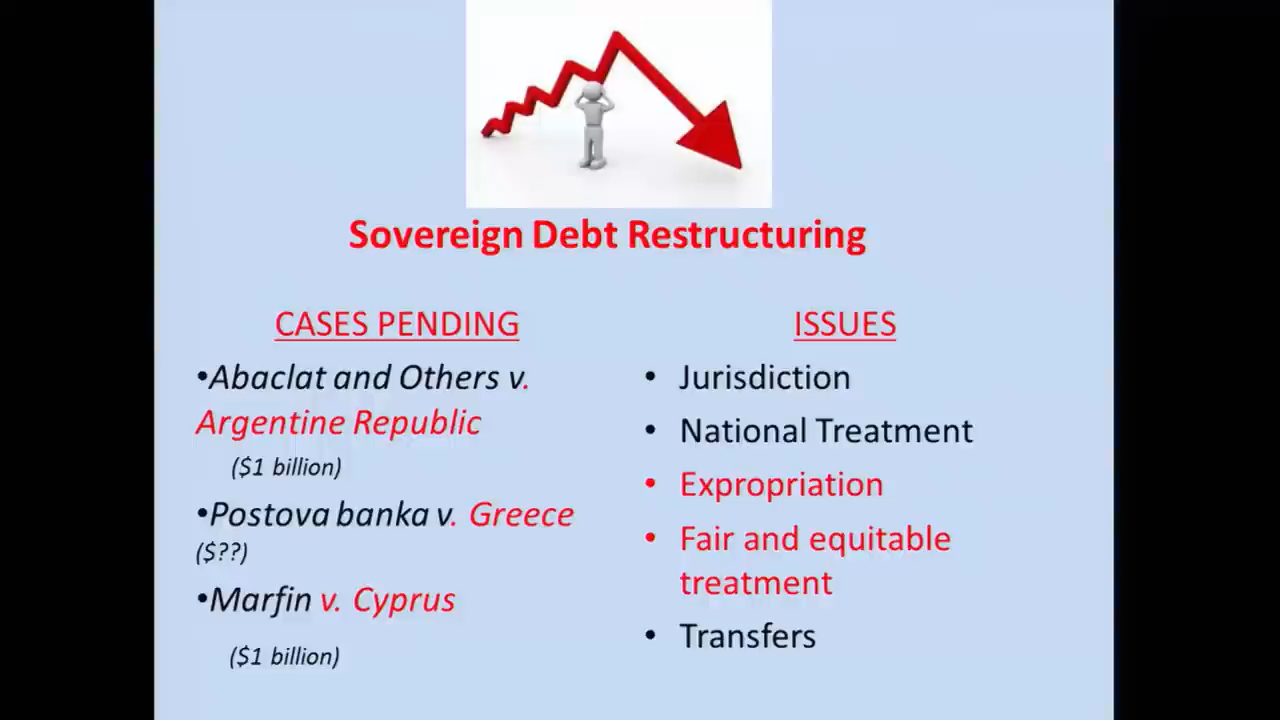 Sovereign Debt Restructuring
CASES PENDING
•Abaclat and Others v.
Argentine Republic
($1 billion)
•Postova banka v. Greece
($??)
•Marfin v. Cyprus
($1 billion)
ISSUES
• Jurisdiction
• National Treatment
• Expropriation
• Fair and equitable
treatment
• Transfers